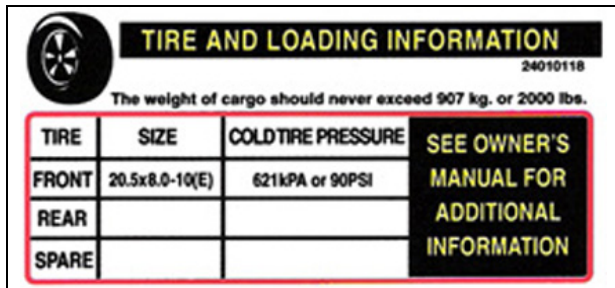 TIRE AND LOADING INFORMATION
24010118
The weight of cargo should never exceed 907 kg. or 2000 lbs.
TIRE SIZE COLD TIRE PRESSURE
FRONT 20.5x8.0-10(E) 621kPA or 90PSI
REAR
SPARE
SEE OWNER'S
MANUAL FOR
ADDITIONAL
INFORMATION